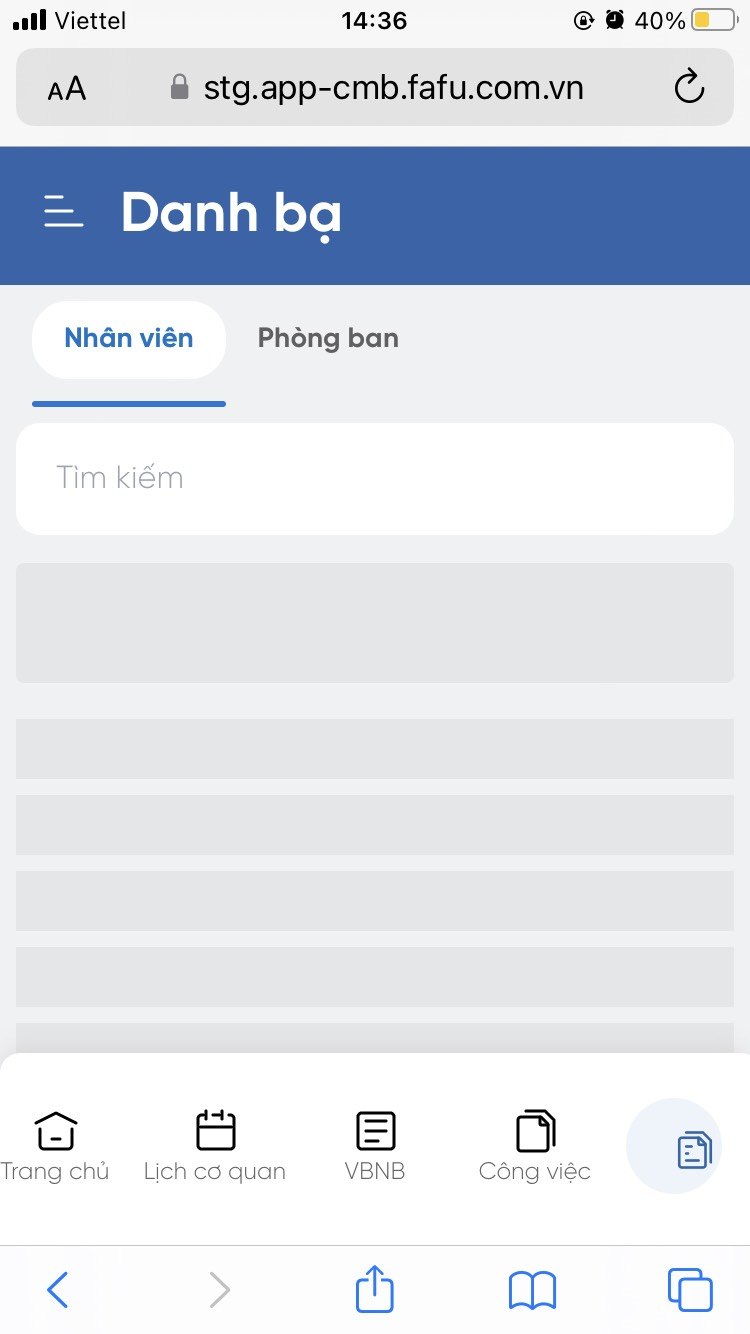 Viettel 14:36 40%
AA stg.app-cmb.fafu.com.vn
Danh bạ
Nhân viên Phòng ban
Tìm kiếm
Trang chủ Lịch cơ quan VBNB Công việc